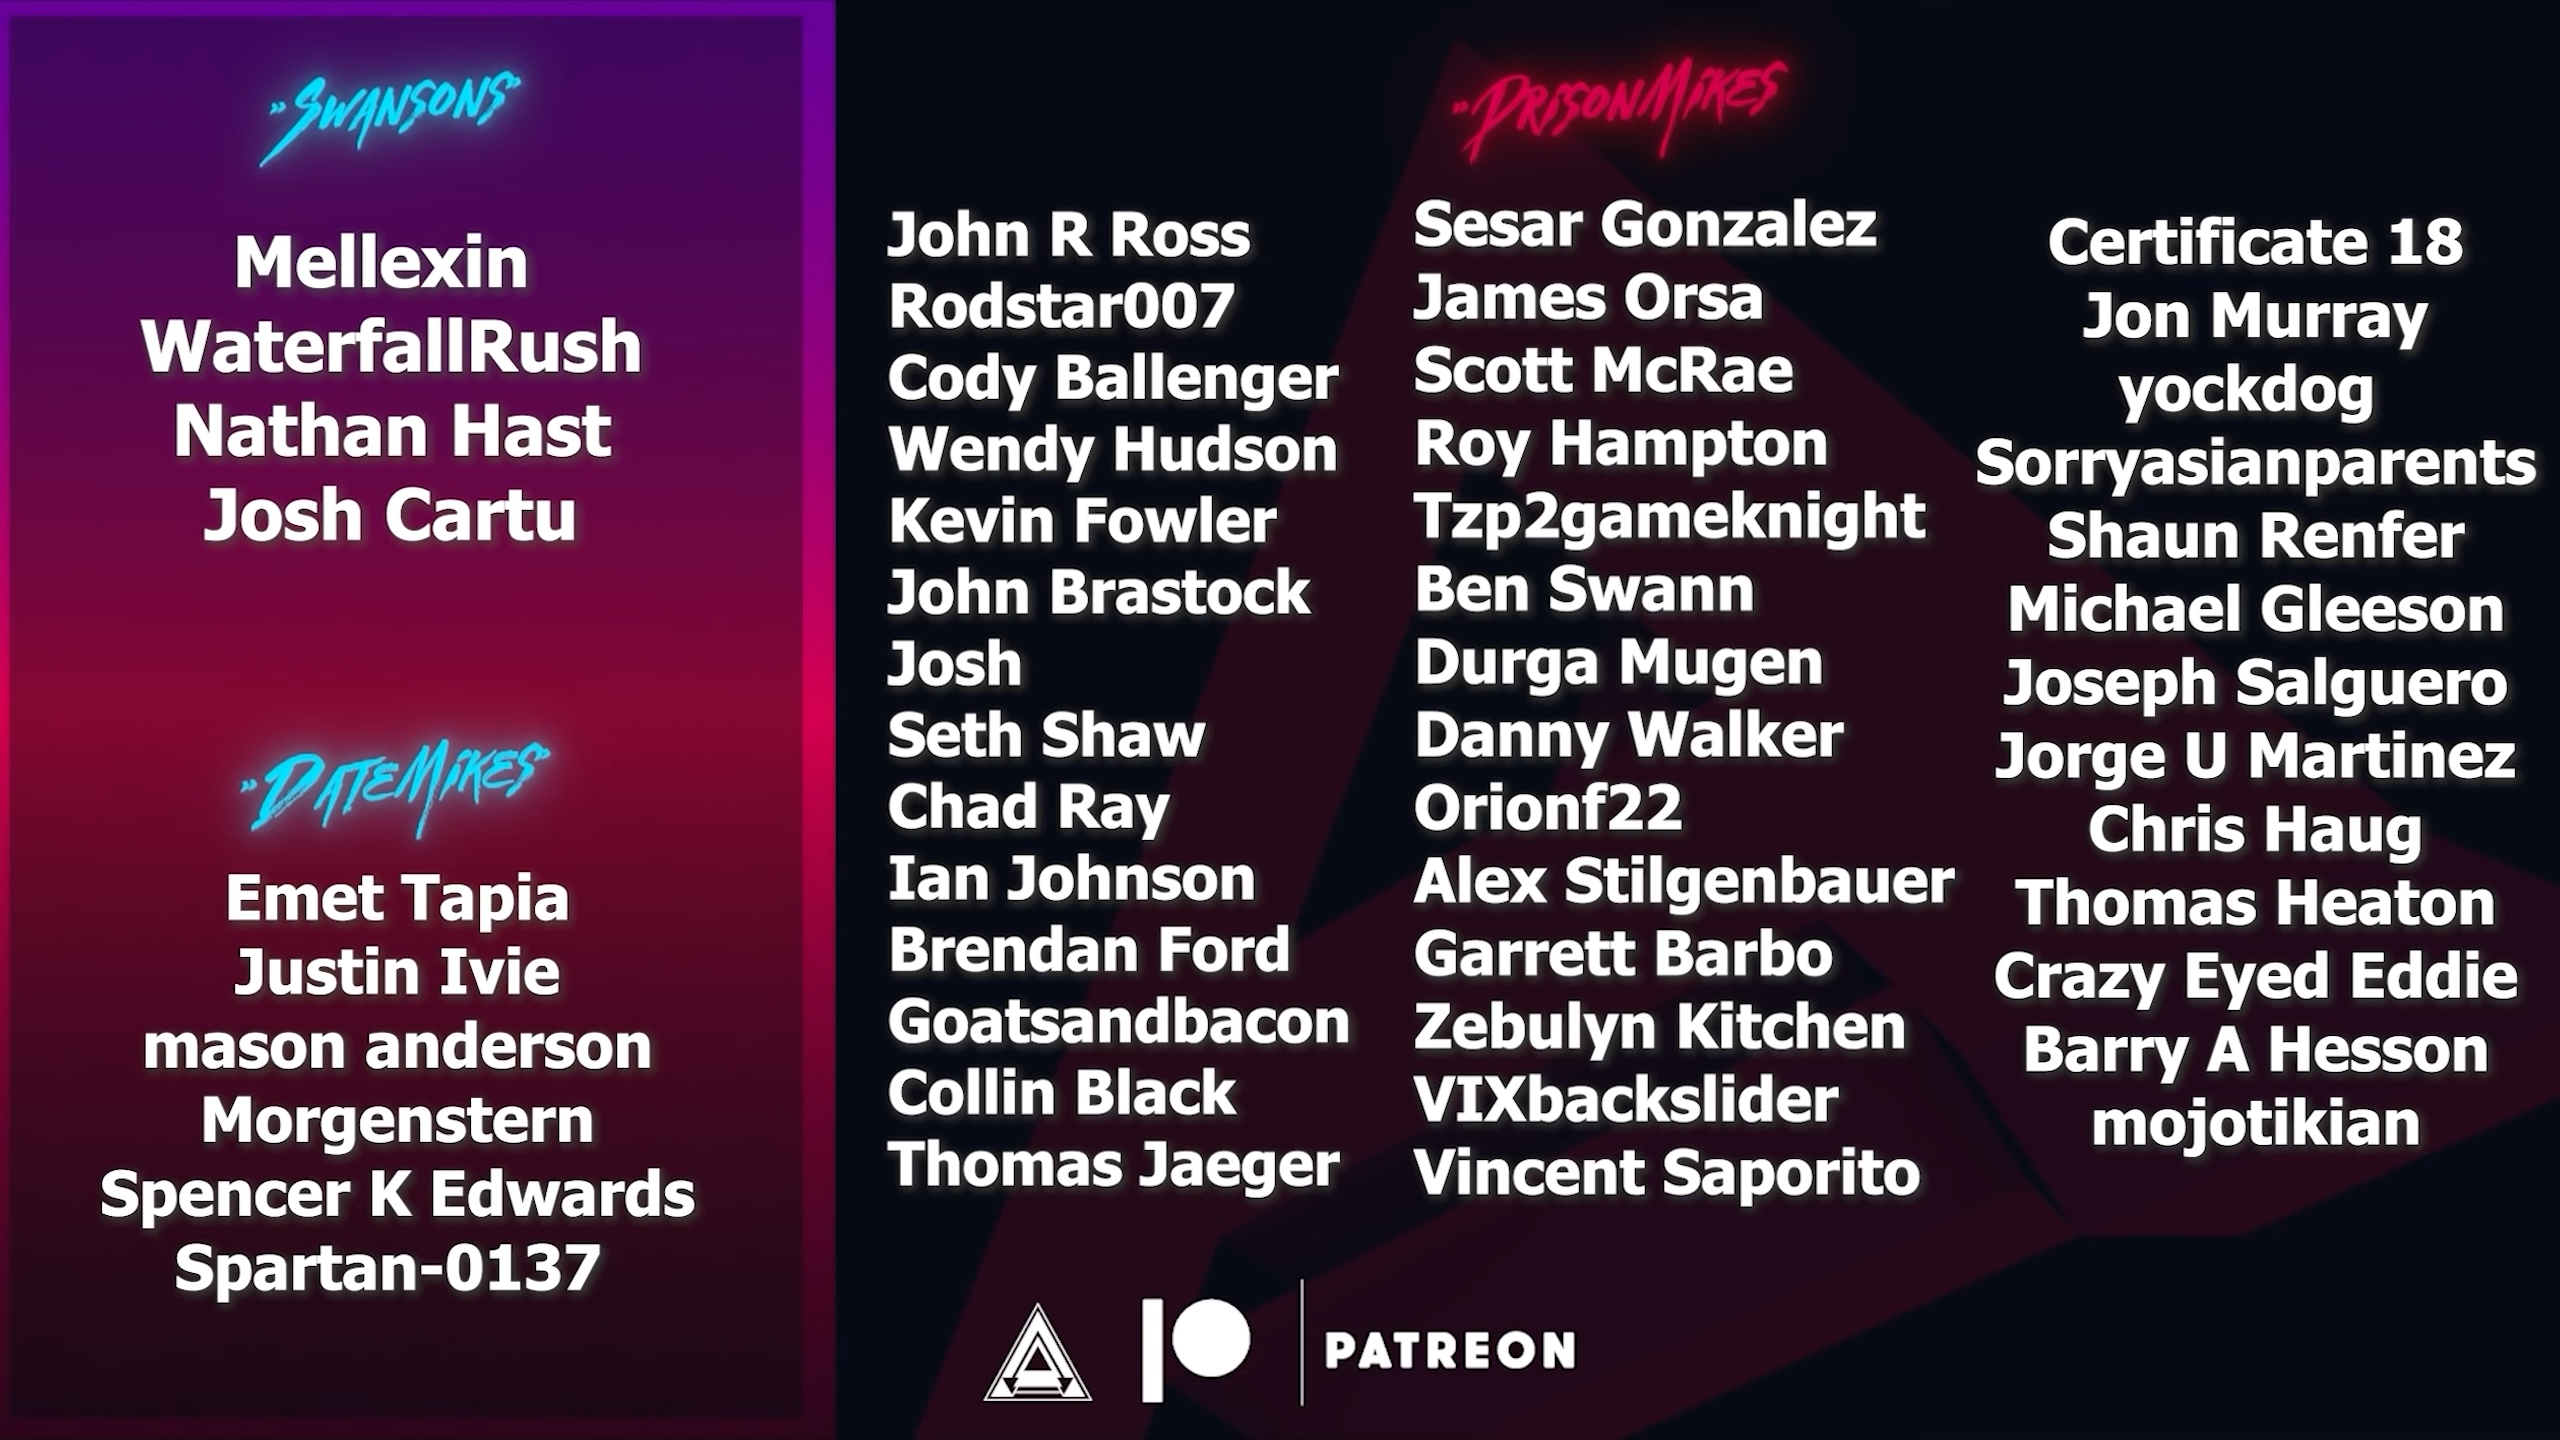 "Swansons"
Mellexin
WaterfallRush
Nathan Hast
Josh Cartu
"DateMikes"
Emet Tapia
Justin Ivie
mason anderson
Morgenstern
Spencer K Edwards
Spartan-0137
"PrisonMikes"
John R Ross
Rodstar007
Cody Ballenger
Wendy Hudson
Kevin Fowler
John Brastock
Josh
Seth Shaw
Chad Ray
Ian Johnson
Brendan Ford
Goatsandbacon
Collin Black
Thomas Jaeger
Sesar Gonzalez
James Orsa
Scott McRae
Roy Hampton
Tzp2gameknight
Ben Swann
Durga Mugen
Danny Walker
Orionf22
Alex Stilgenbauer
Garrett Barbo
Zebulyn Kitchen
VIXbackslider
Vincent Saporito
Certificate 18
Jon Murray
yockdog
Sorryasianparents
Shaun Renfer
Michael Gleeson
Joseph Salguero
Jorge U Martinez
Chris Haug
Thomas Heaton
Crazy Eyed Eddie
Barry A Hesson
mojotikian
PATREON